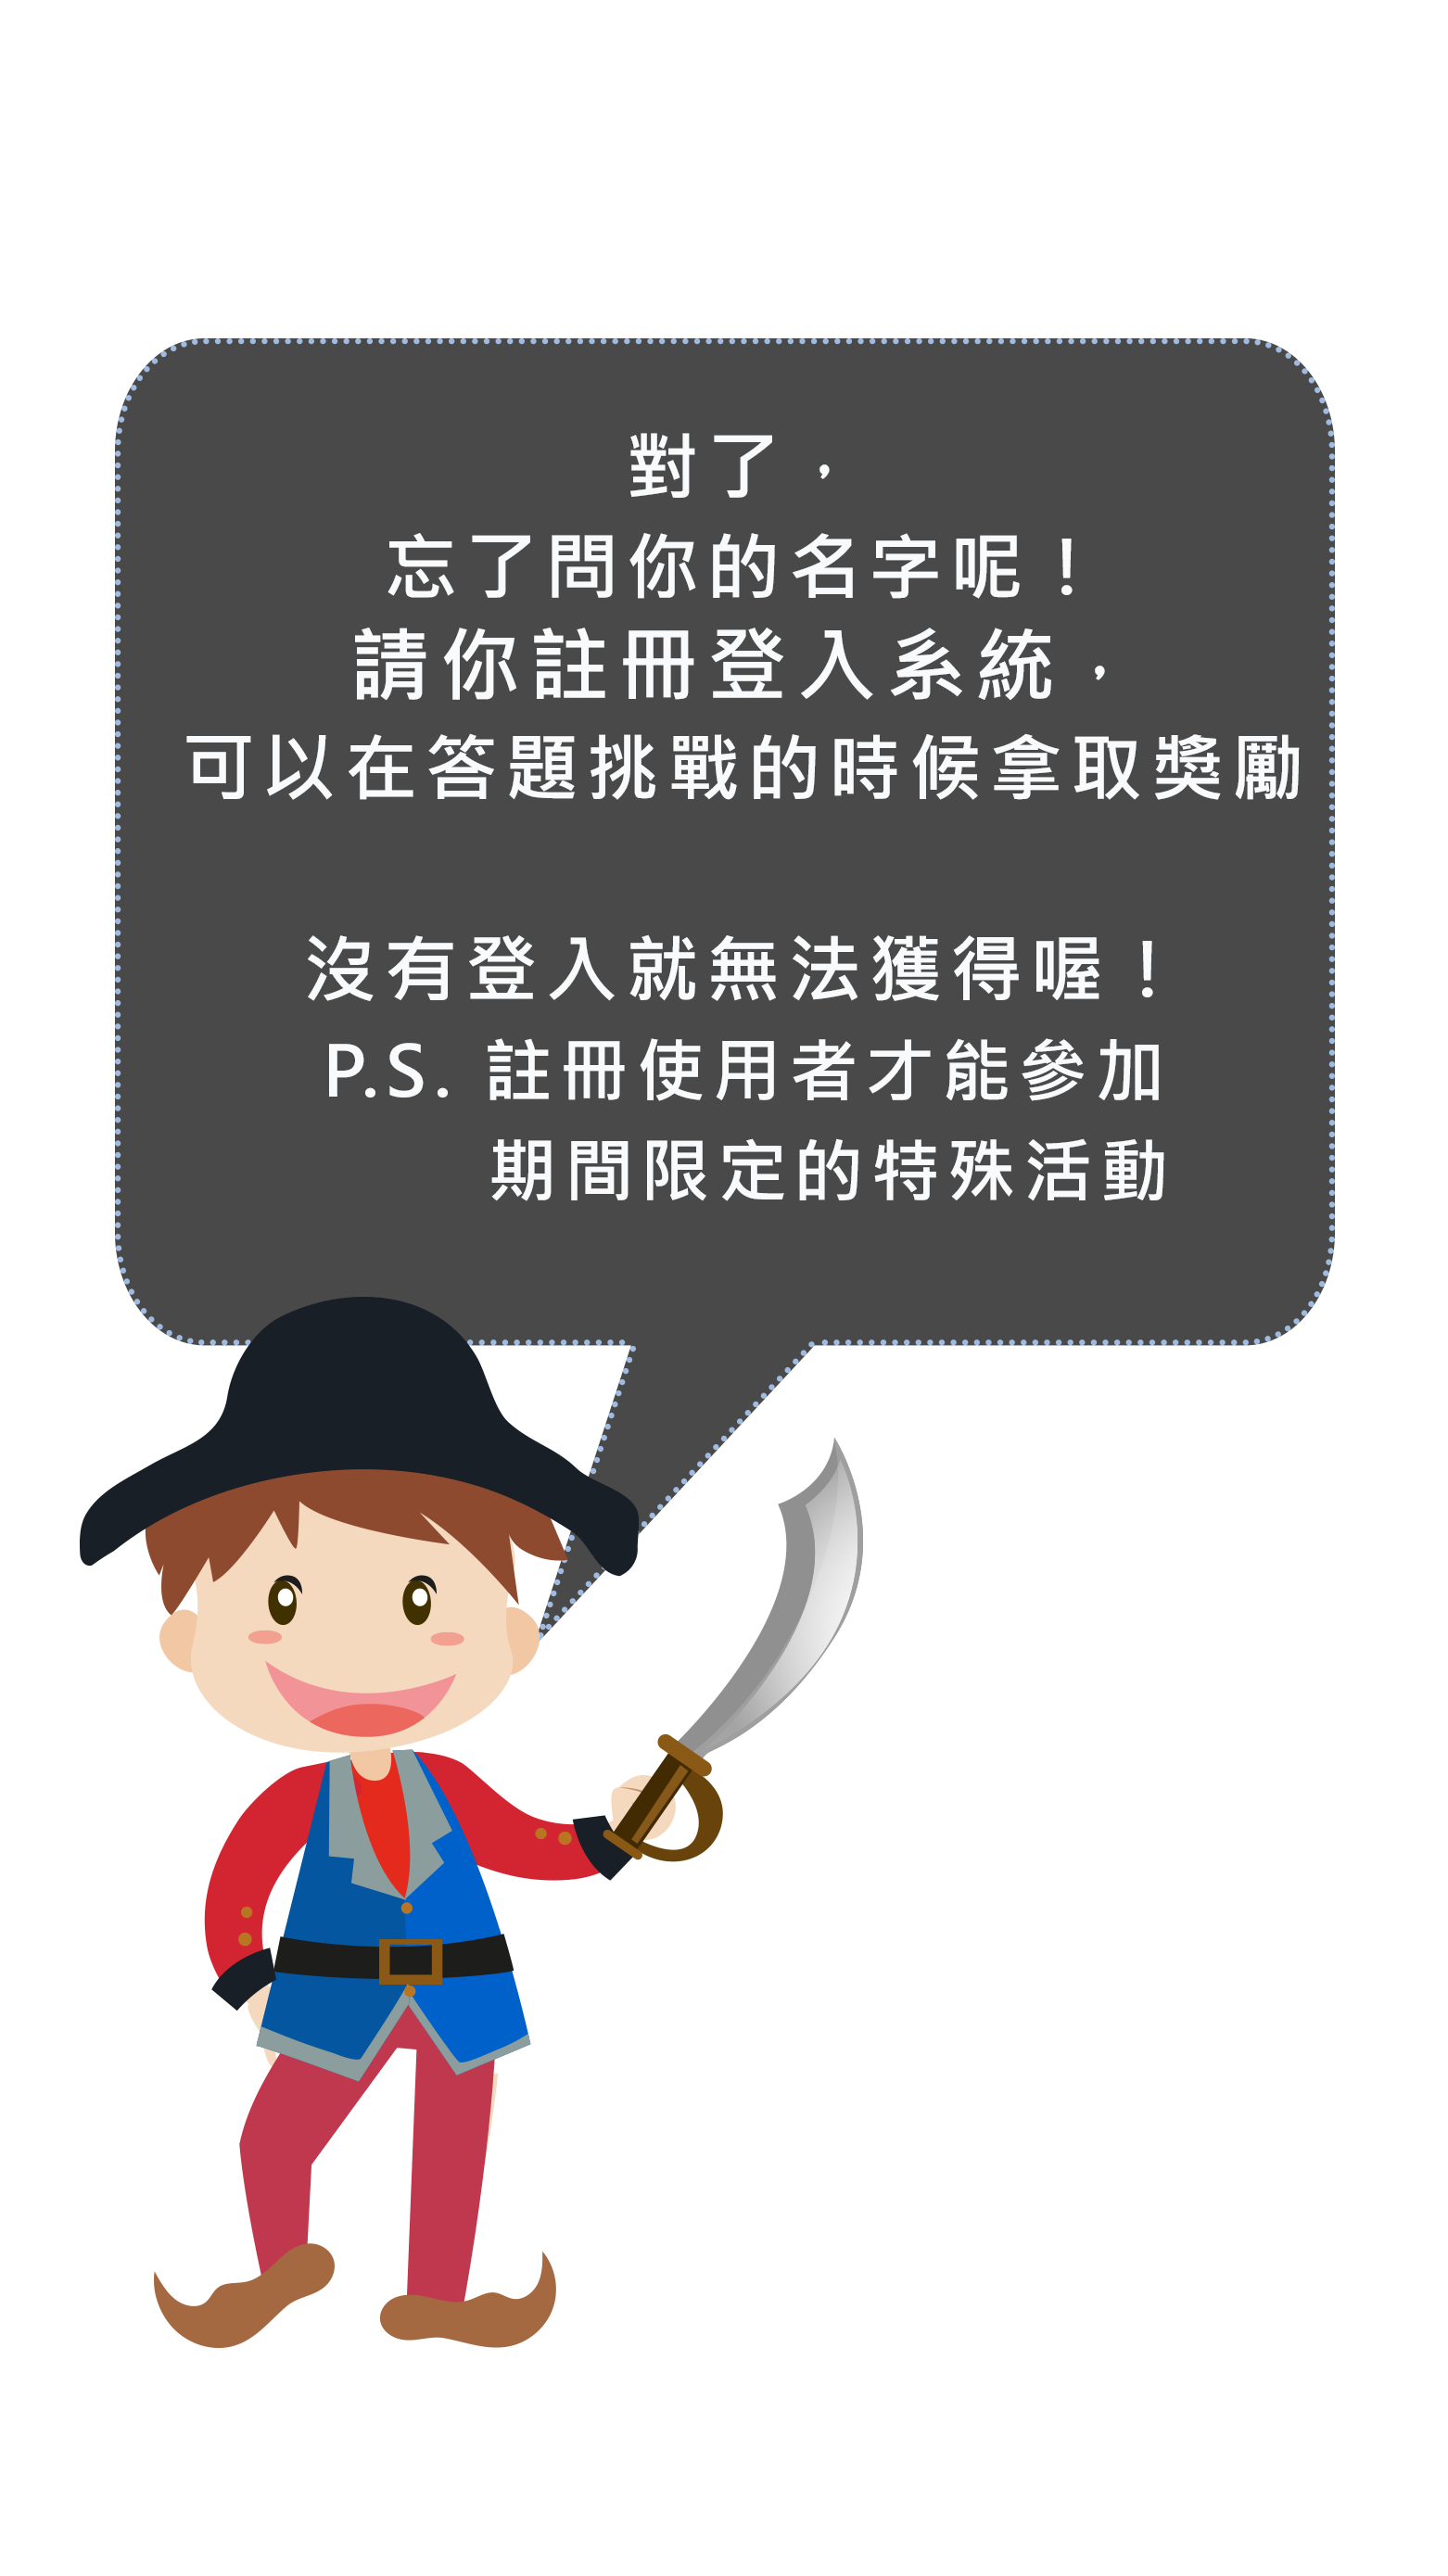 對了，
忘了問你的名字呢！
請你註冊登入系統，
可以在答題挑戰的時候拿取獎勵
沒有登入就無法獲得喔！
P.S. 註冊使用者才能參加
期間限定的特殊活動